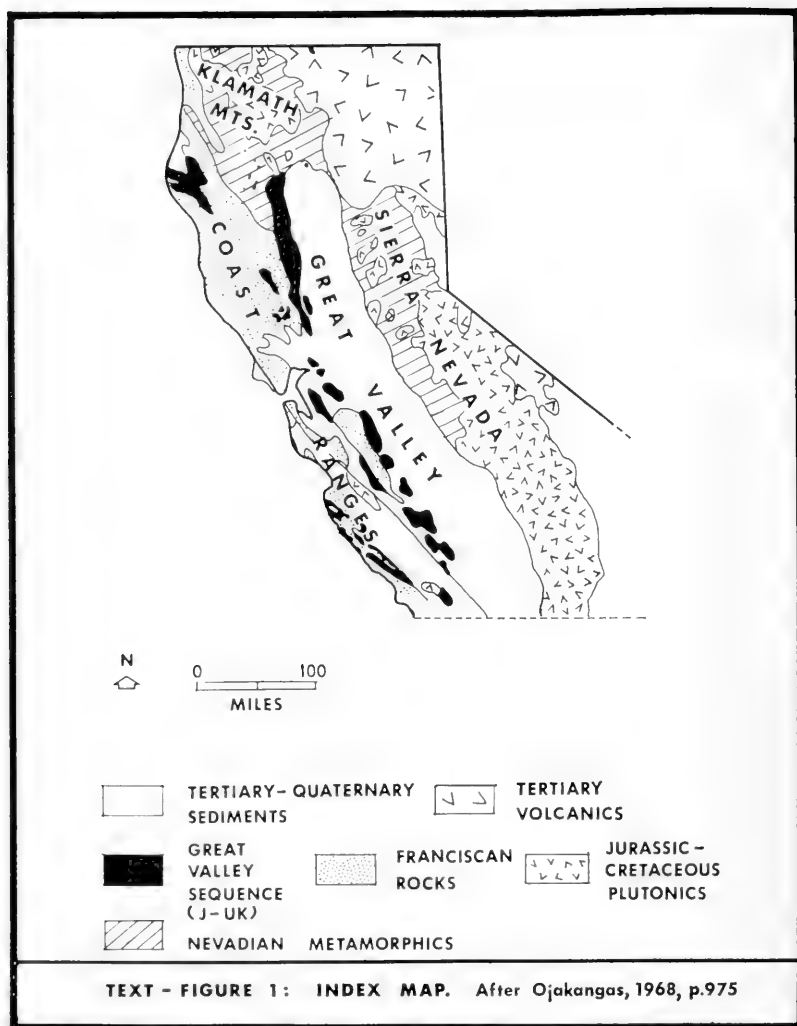 KLAMATH
MTS.
COAST
RANGES
GREAT
VALLEY
SIERRA
NEVADA
N
0 100
MILES
TERTIARY-QUATERNARY
SEDIMENTS
TERTIARY
VOLCANICS
GREAT
VALLEY
SEQUENCE
(J-UK)
FRANCISCAN
ROCKS
JURASSIC-
CRETACEOUS
PLUTONICS
NEVADIAN METAMORPHICS
TEXT - FIGURE 1: INDEX MAP. After Ojakangas, 1968, p.975